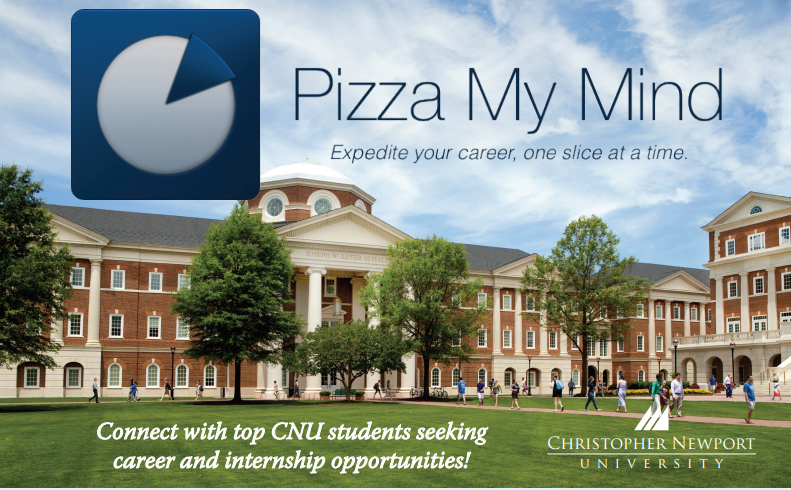 Pizza My Mind
Expedite your career, one slice at a time.
JOSEPH W. LUTER III HALL
Connect with top CNU students seeking
career and internship opportunities!
CHRISTOPHER NEWPORT
UNIVERSITY